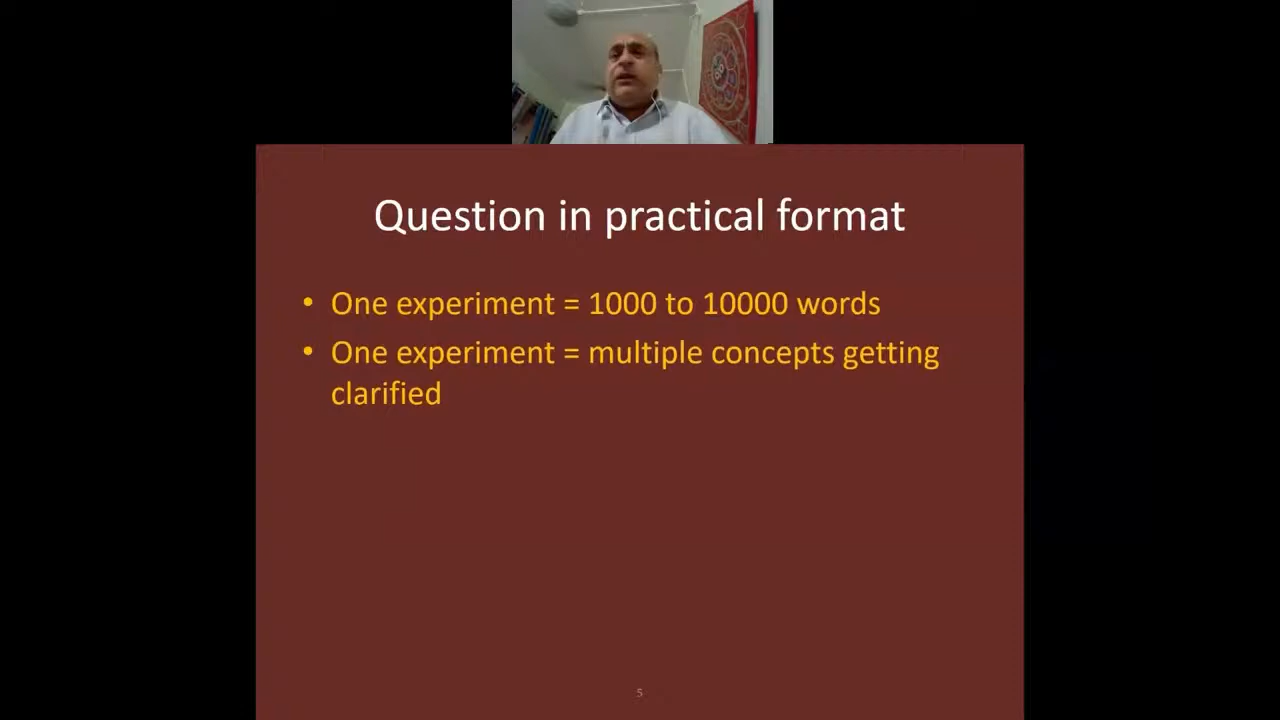 Question in practical format
• One experiment = 1000 to 10000 words
• One experiment = multiple concepts getting
clarified
5